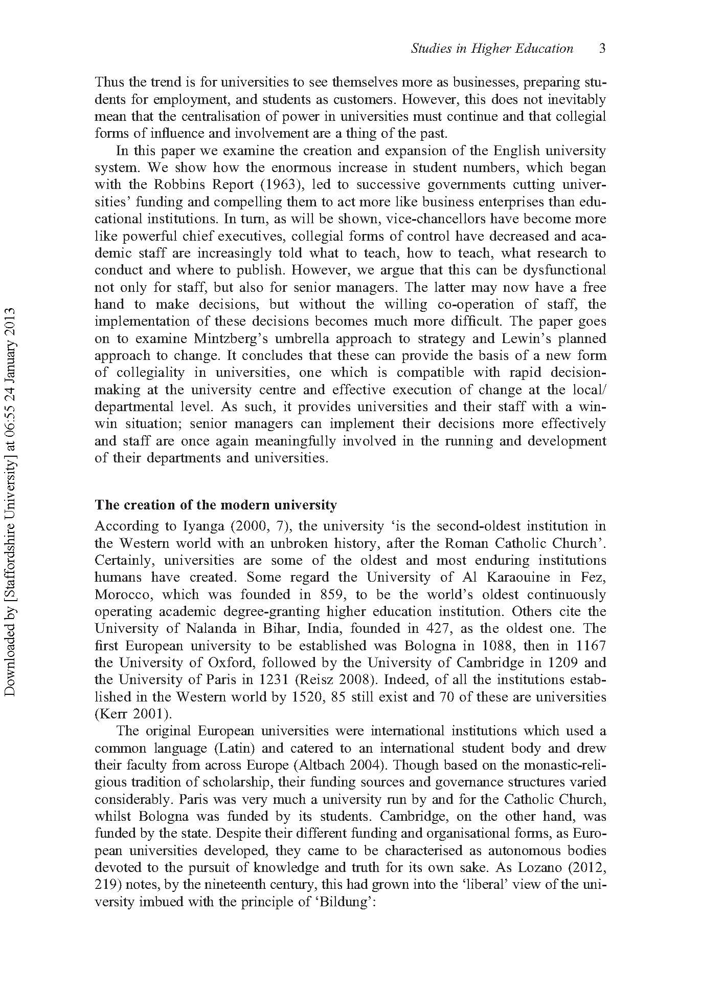 Studies in Higher Education 3
Thus the trend is for universities to see themselves more as businesses, preparing stu-
dents for employment, and students as customers. However, this does not inevitably
mean that the centralisation of power in universities must continue and that collegial
forms of influence and involvement are a thing of the past.
In this paper we examine the creation and expansion of the English university
system. We show how the enormous increase in student numbers, which began
with the Robbins Report (1963), led to successive governments cutting univer-
sities’ funding and compelling them to act more like business enterprises than edu-
cational institutions. In turn, as will be shown, vice-chancellors have become more
like powerful chief executives, collegial forms of control have decreased and aca-
demic staff are increasingly told what to teach, how to teach, what research to
conduct and where to publish. However, we argue that this can be dysfunctional
not only for staff, but also for senior managers. The latter may now have a free
hand to make decisions, but without the willing co-operation of staff, the
implementation of these decisions becomes much more difficult. The paper goes
on to examine Mintzberg’s umbrella approach to strategy and Lewin’s planned
approach to change. It concludes that these can provide the basis of a new form
of collegiality in universities, one which is compatible with rapid decision-
making at the university centre and effective execution of change at the local/
departmental level. As such, it provides universities and their staff with a win-
win situation; senior managers can implement their decisions more effectively
and staff are once again meaningfully involved in the running and development
of their departments and universities.
The creation of the modern university
According to Iyanga (2000, 7), the university ‘is the second-oldest institution in
the Western world with an unbroken history, after the Roman Catholic Church’.
Certainly, universities are some of the oldest and most enduring institutions
humans have created. Some regard the University of Al Karaouine in Fez,
Morocco, which was founded in 859, to be the world’s oldest continuously
operating academic degree-granting higher education institution. Others cite the
University of Nalanda in Bihar, India, founded in 427, as the oldest one. The
first European university to be established was Bologna in 1088, then in 1167
the University of Oxford, followed by the University of Cambridge in 1209 and
the University of Paris in 1231 (Reisz 2008). Indeed, of all the institutions estab-
lished in the Western world by 1520, 85 still exist and 70 of these are universities
(Kerr 2001).
The original European universities were international institutions which used a
common language (Latin) and catered to an international student body and drew
their faculty from across Europe (Altbach 2004). Though based on the monastic-reli-
gious tradition of scholarship, their funding sources and governance structures varied
considerably. Paris was very much a university run by and for the Catholic Church,
whilst Bologna was funded by its students. Cambridge, on the other hand, was
funded by the state. Despite their different funding and organisational forms, as Euro-
pean universities developed, they came to be characterised as autonomous bodies
devoted to the pursuit of knowledge and truth for its own sake. As Lozano (2012,
219) notes, by the nineteenth century, this had grown into the ‘liberal’ view of the uni-
versity imbued with the principle of ‘Bildung’:
Downloaded by [Staffordshire University] at 06:55 24 January 2013